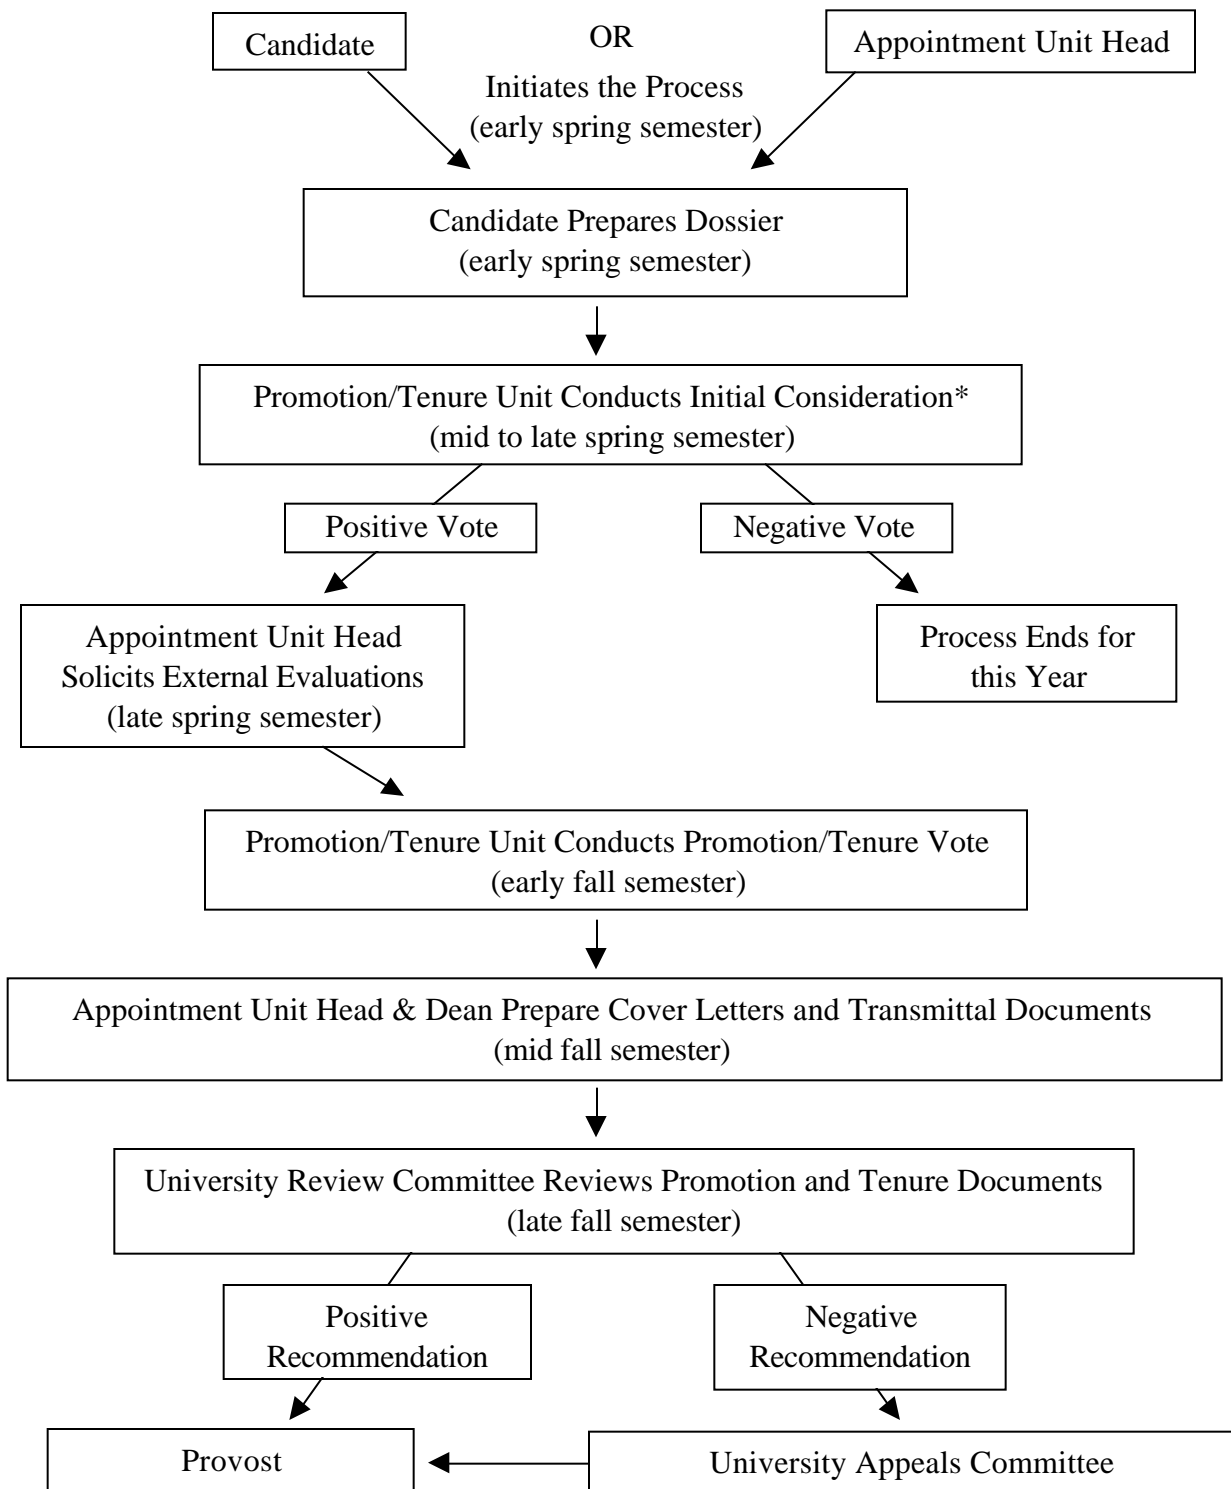 Candidate
OR
Appointment Unit Head
Initiates the Process
(early spring semester)
Candidate Prepares Dossier
(early spring semester)
Promotion/Tenure Unit Conducts Initial Consideration*
(mid to late spring semester)
Positive Vote
Negative Vote
Appointment Unit Head
Solicits External Evaluations
(late spring semester)
Process Ends for
this Year
Promotion/Tenure Unit Conducts Promotion/Tenure Vote
(early fall semester)
Appointment Unit Head & Dean Prepare Cover Letters and Transmittal Documents
(mid fall semester)
University Review Committee Reviews Promotion and Tenure Documents
(late fall semester)
Positive
Recommendation
Negative
Recommendation
Provost
University Appeals Committee